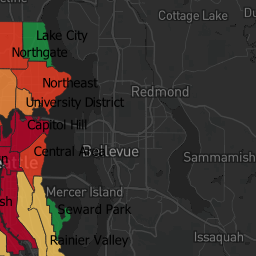 Cottage Lake
Lake City
Northgate
Northeast
Redmond
University District
Capitol Hill
Central Area
Bellevue
Sammamish
Mercer Island
Seward Park
Rainier Valley
Issaquah